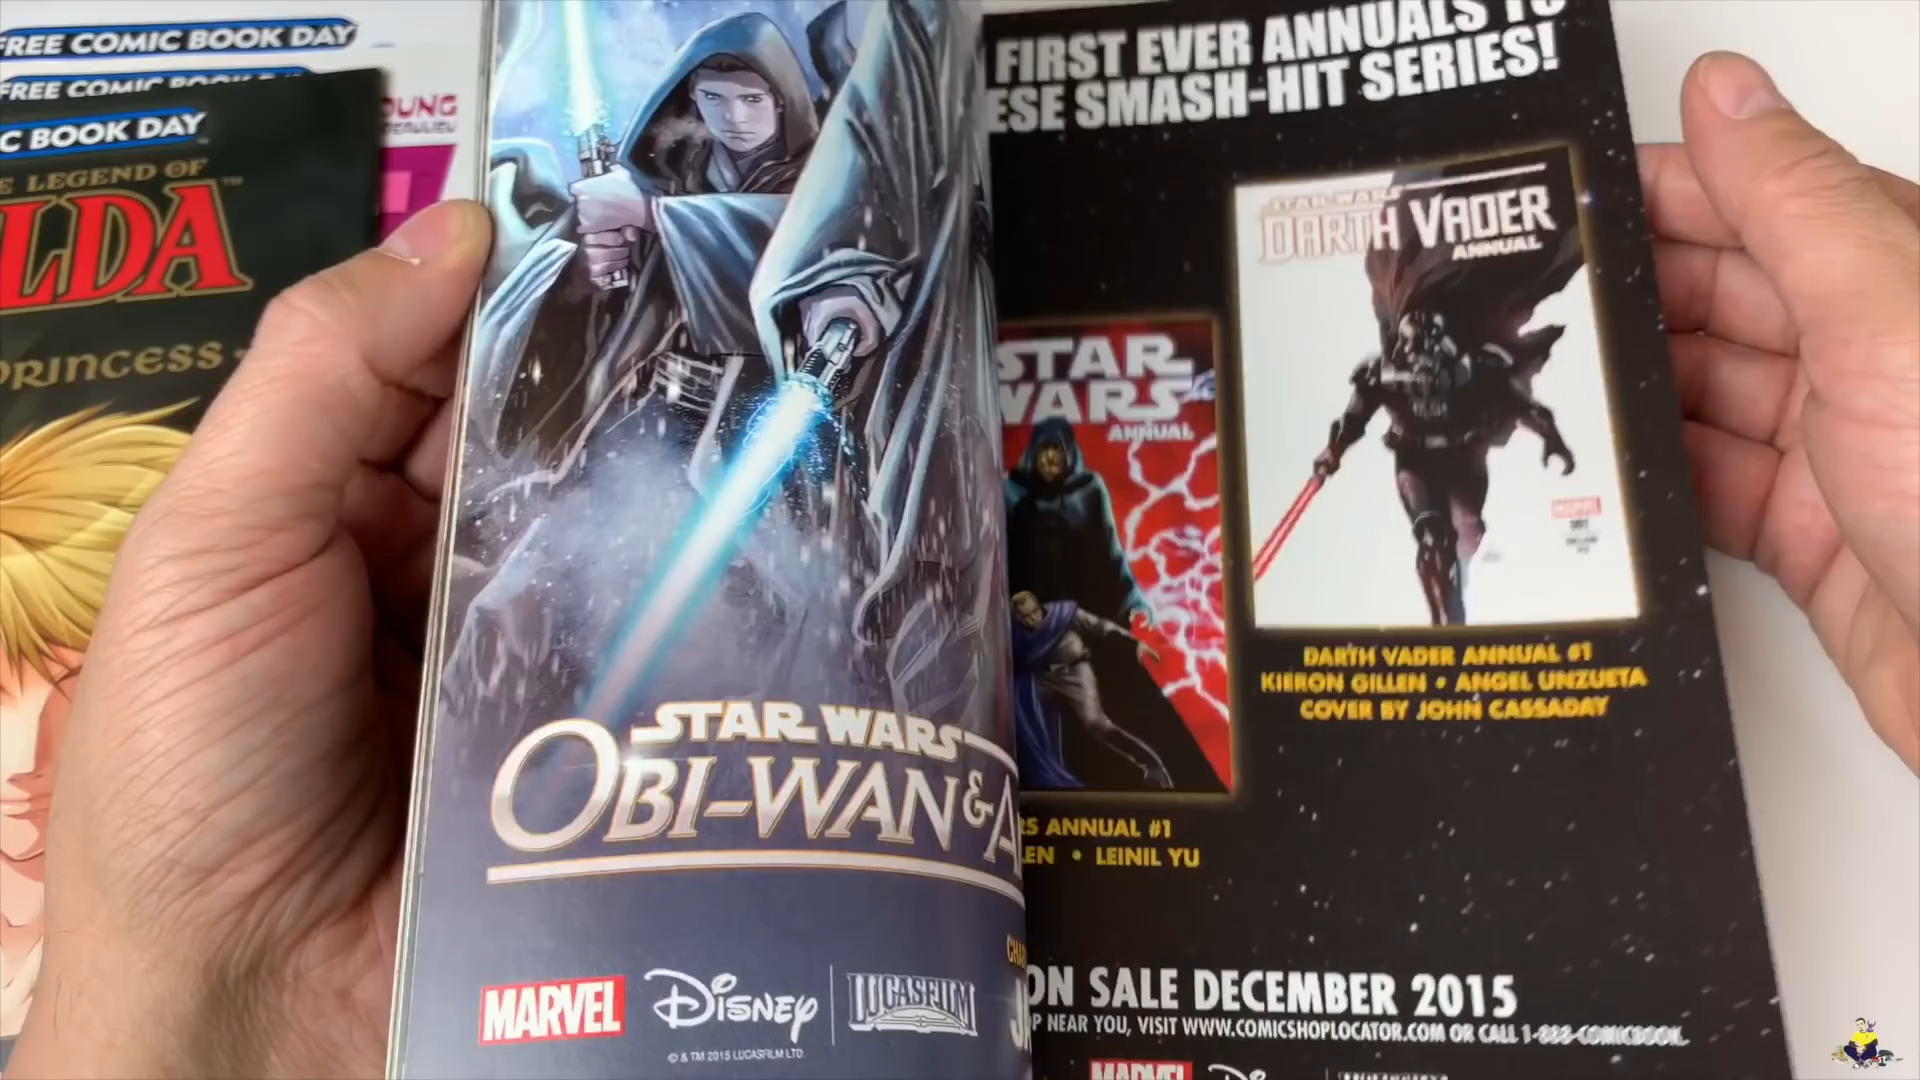 FREE COMIC BOOK DAY
FREE COMIC BOOK
C BOOK DAY
E LEGEND OF
LDA
PRINCESS
OUNG
STAR WARS
OBI-WAN & A
MARVEL
DISNEY
LUCASFILM
© & TM 2015 LUCASFILM LTD.
FIRST EVER ANNUALS TO
ESE SMASH-HIT SERIES!
STAR WARS
DARTH VADER
ANNUAL
MARVEL
STAR
WARS
ANNUAL
DARTH VADER ANNUAL #1
KIERON GILLEN • ANGEL UNZUETA
COVER BY JOHN CASSADAY
RS ANNUAL #1
LEN • LEINIL YU
ON SALE DECEMBER 2015
P NEAR YOU, VISIT WWW.COMICSHOPLOCATOR.COM OR CALL 1-888-COMICBOOK.
MARVEL